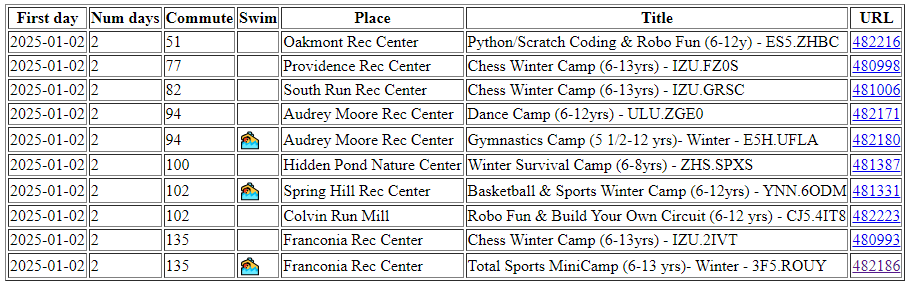 First day Num days Commute Swim Place Title URL
2025-01-02 2 51 Oakmont Rec Center Python/Scratch Coding & Robo Fun (6-12y) - ES5.ZHBC 482216
2025-01-02 2 77 Providence Rec Center Chess Winter Camp (6-13yrs) - IZU.FZ0S 480998
2025-01-02 2 82 South Run Rec Center Chess Winter Camp (6-13yrs) - IZU.GRSC 481006
2025-01-02 2 94 Audrey Moore Rec Center Dance Camp (6-12yrs) - ULU.ZGE0 482171
2025-01-02 2 94 Audrey Moore Rec Center Gymnastics Camp (5 1/2-12 yrs)- Winter - E5H.UFLA 482180
2025-01-02 2 100 Hidden Pond Nature Center Winter Survival Camp (6-8yrs) - ZHS.SPXS 481387
2025-01-02 2 102 Spring Hill Rec Center Basketball & Sports Winter Camp (6-12yrs) - YNN.6ODM 481331
2025-01-02 2 102 Colvin Run Mill Robo Fun & Build Your Own Circuit (6-12 yrs) - CJ5.4IT8 482223
2025-01-02 2 135 Franconia Rec Center Chess Winter Camp (6-13yrs) - IZU.2IVT 480993
2025-01-02 2 135 Franconia Rec Center Total Sports MiniCamp (6-13 yrs)- Winter - 3F5.ROUY 482186